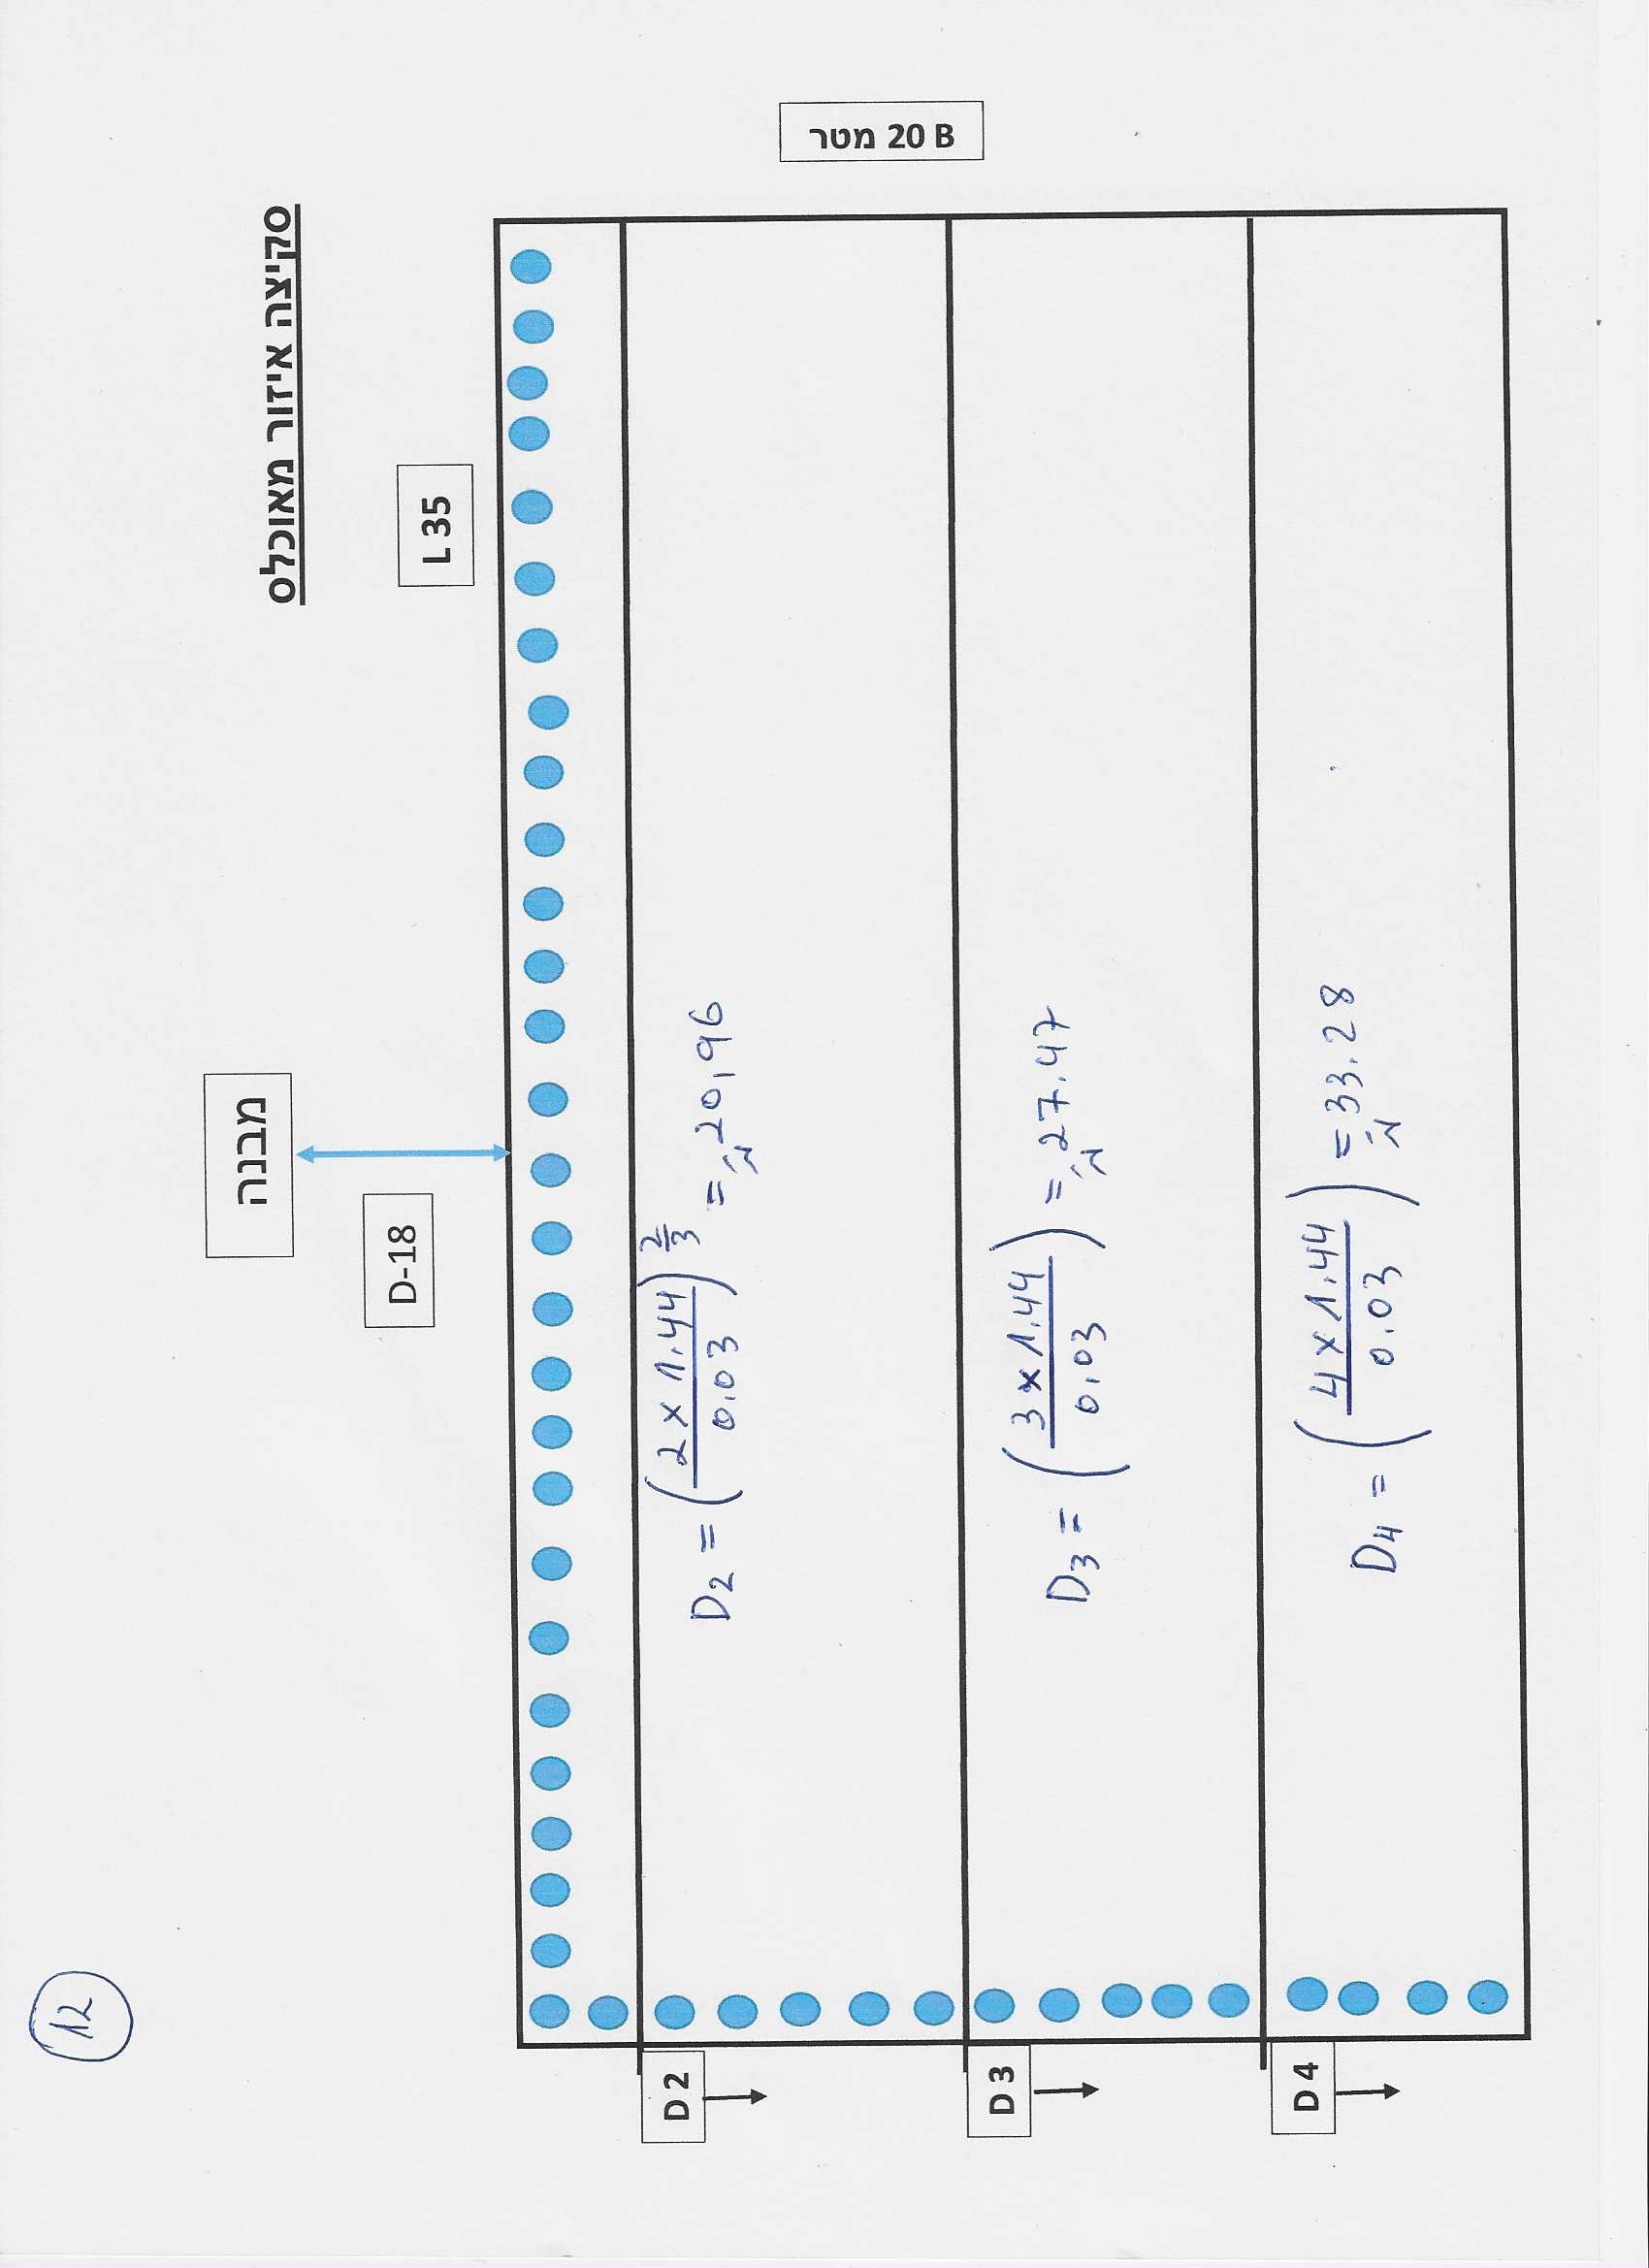 12
סקיצה איזור מאוכלס
מבנה
D-18
L 35
20 B מטר
D 2
D₂ = (2 x 1.44 / 0.03)^2/3 = 20,96
D 3
D₃ = (3 x 1.44 / 0.03) = 27.47
D 4
D₄ = (4 x 1.44 / 0.03) = 33.28